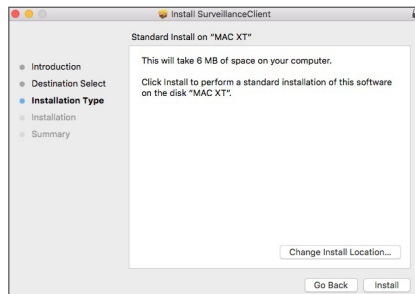 Install SurveillanceClient
Standard Install on "MAC XT"
Introduction
Destination Select
Installation Type
Installation
Summary
This will take 6 MB of space on your computer.
Click Install to perform a standard installation of this software
on the disk "MAC XT".
Change Install Location...
Go Back
Install